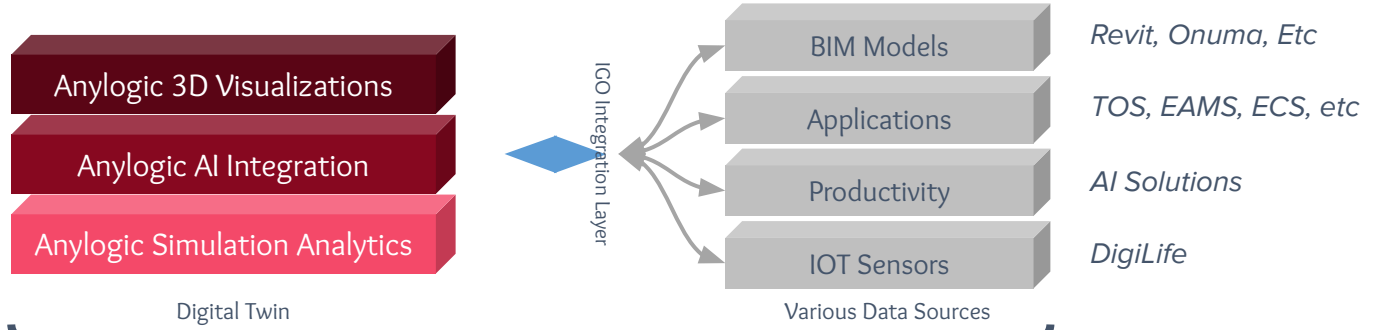 Anylogic 3D Visualizations
Anylogic AI Integration
Anylogic Simulation Analytics
Digital Twin
IGO Integration Layer
BIM Models
Applications
Productivity
IOT Sensors
Various Data Sources
Revit, Onuma, Etc
TOS, EAMS, ECS, etc
AI Solutions
DigiLife